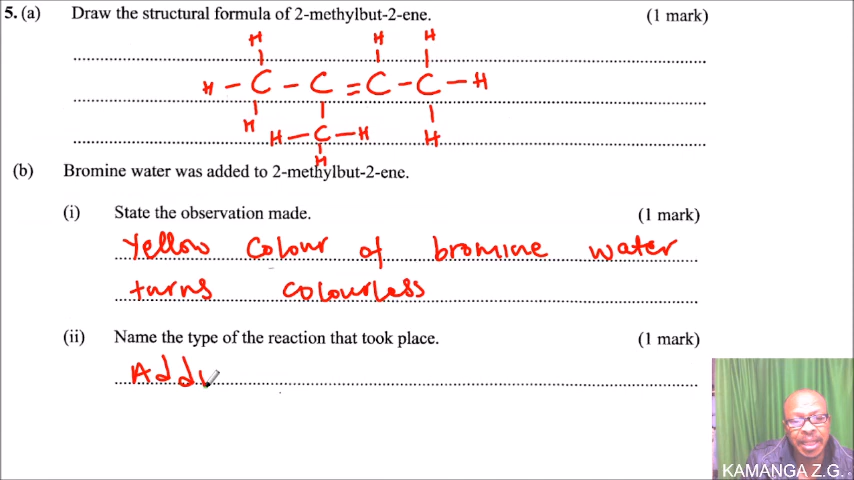 5. (a) Draw the structural formula of 2-methylbut-2-ene. (1 mark)
H H H
H – C – C = C – C – H
H H – C – H H
H
(b) Bromine water was added to 2-methylbut-2-ene.
(i) State the observation made. (1 mark)
Yellow colour of bromine water
turns colourless
(ii) Name the type of the reaction that took place. (1 mark)
Addi
KAMANGA Z.G.